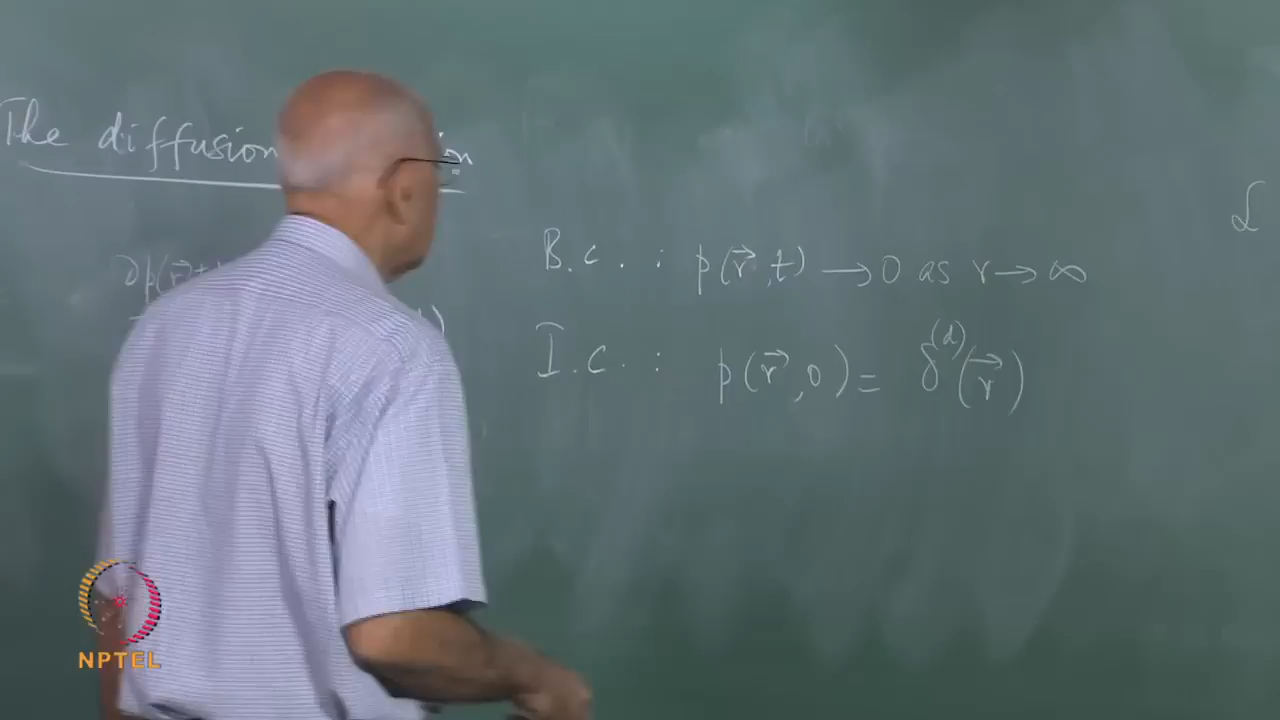 The diffusion
B.C. : p(r⃗,t) → 0 as r → ∞
I.C. : p(r⃗,0) = δ^(d)(r⃗)
∂p(r⃗,t
L
NPTEL